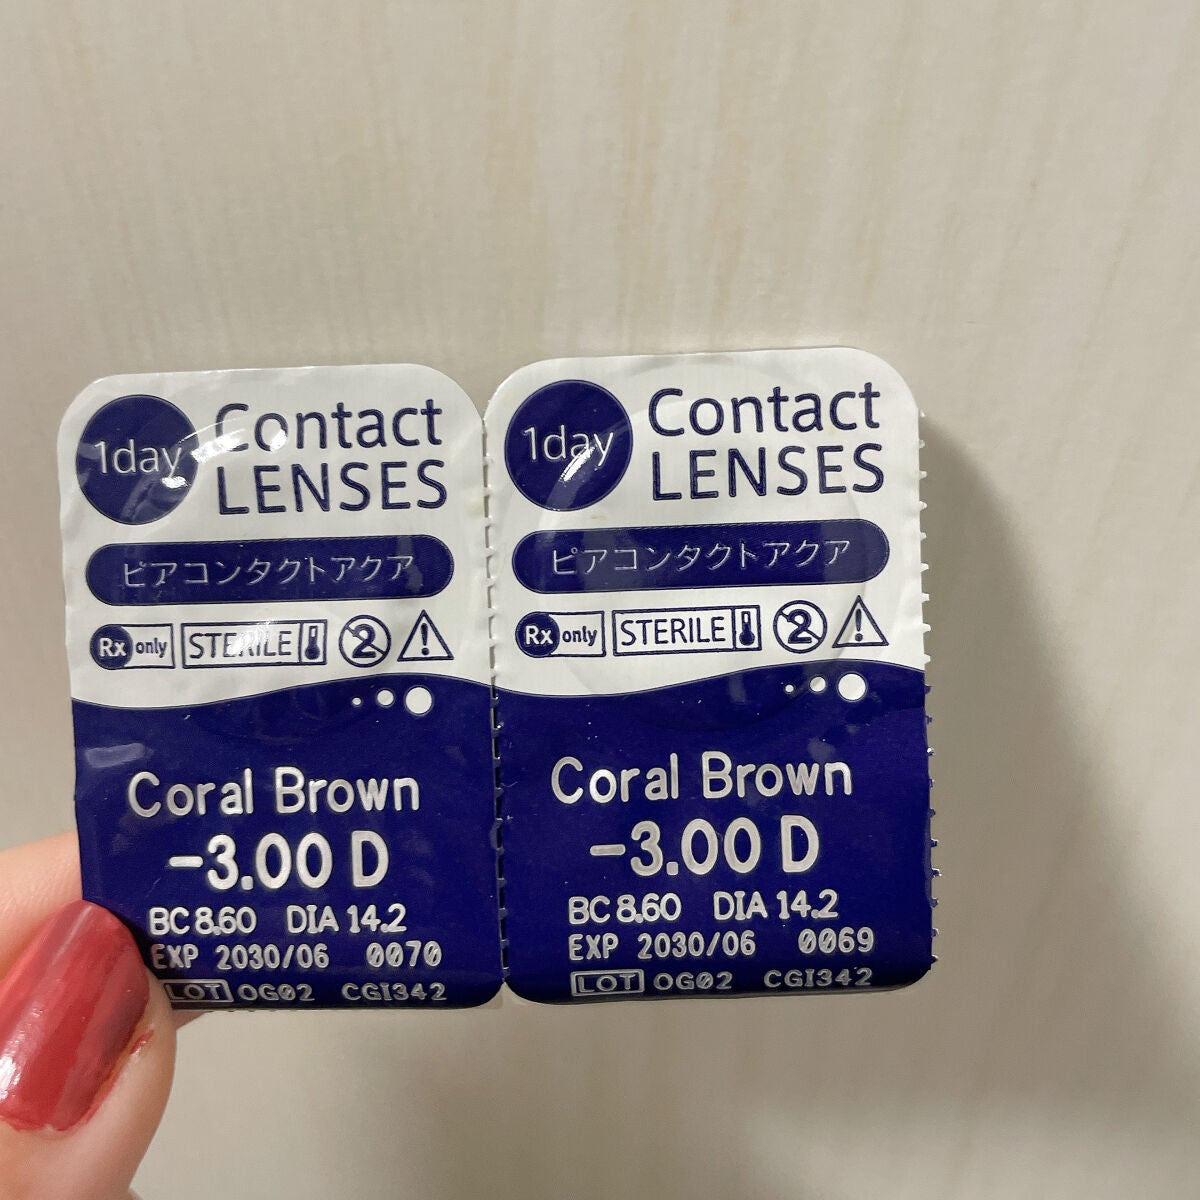 1day
Contact
LENSES
ピアコンタクトアクア
Rx only STERILE 2
Coral Brown
-3.00 D
BC 8.60 DIA 14.2
EXP 2030/06 0070
LOT OG02 CGI342
1day
Contact
LENSES
ピアコンタクトアクア
Rx only STERILE 2
Coral Brown
-3.00 D
BC 8.60 DIA 14.2
EXP 2030/06 0069
LOT OG02 CGI342